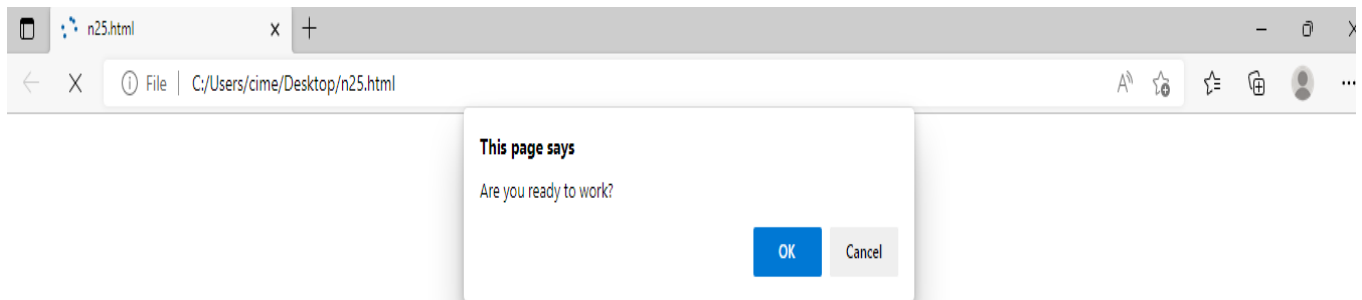 n25.html
File C:/Users/cime/Desktop/n25.html
This page says
Are you ready to work?
OK Cancel